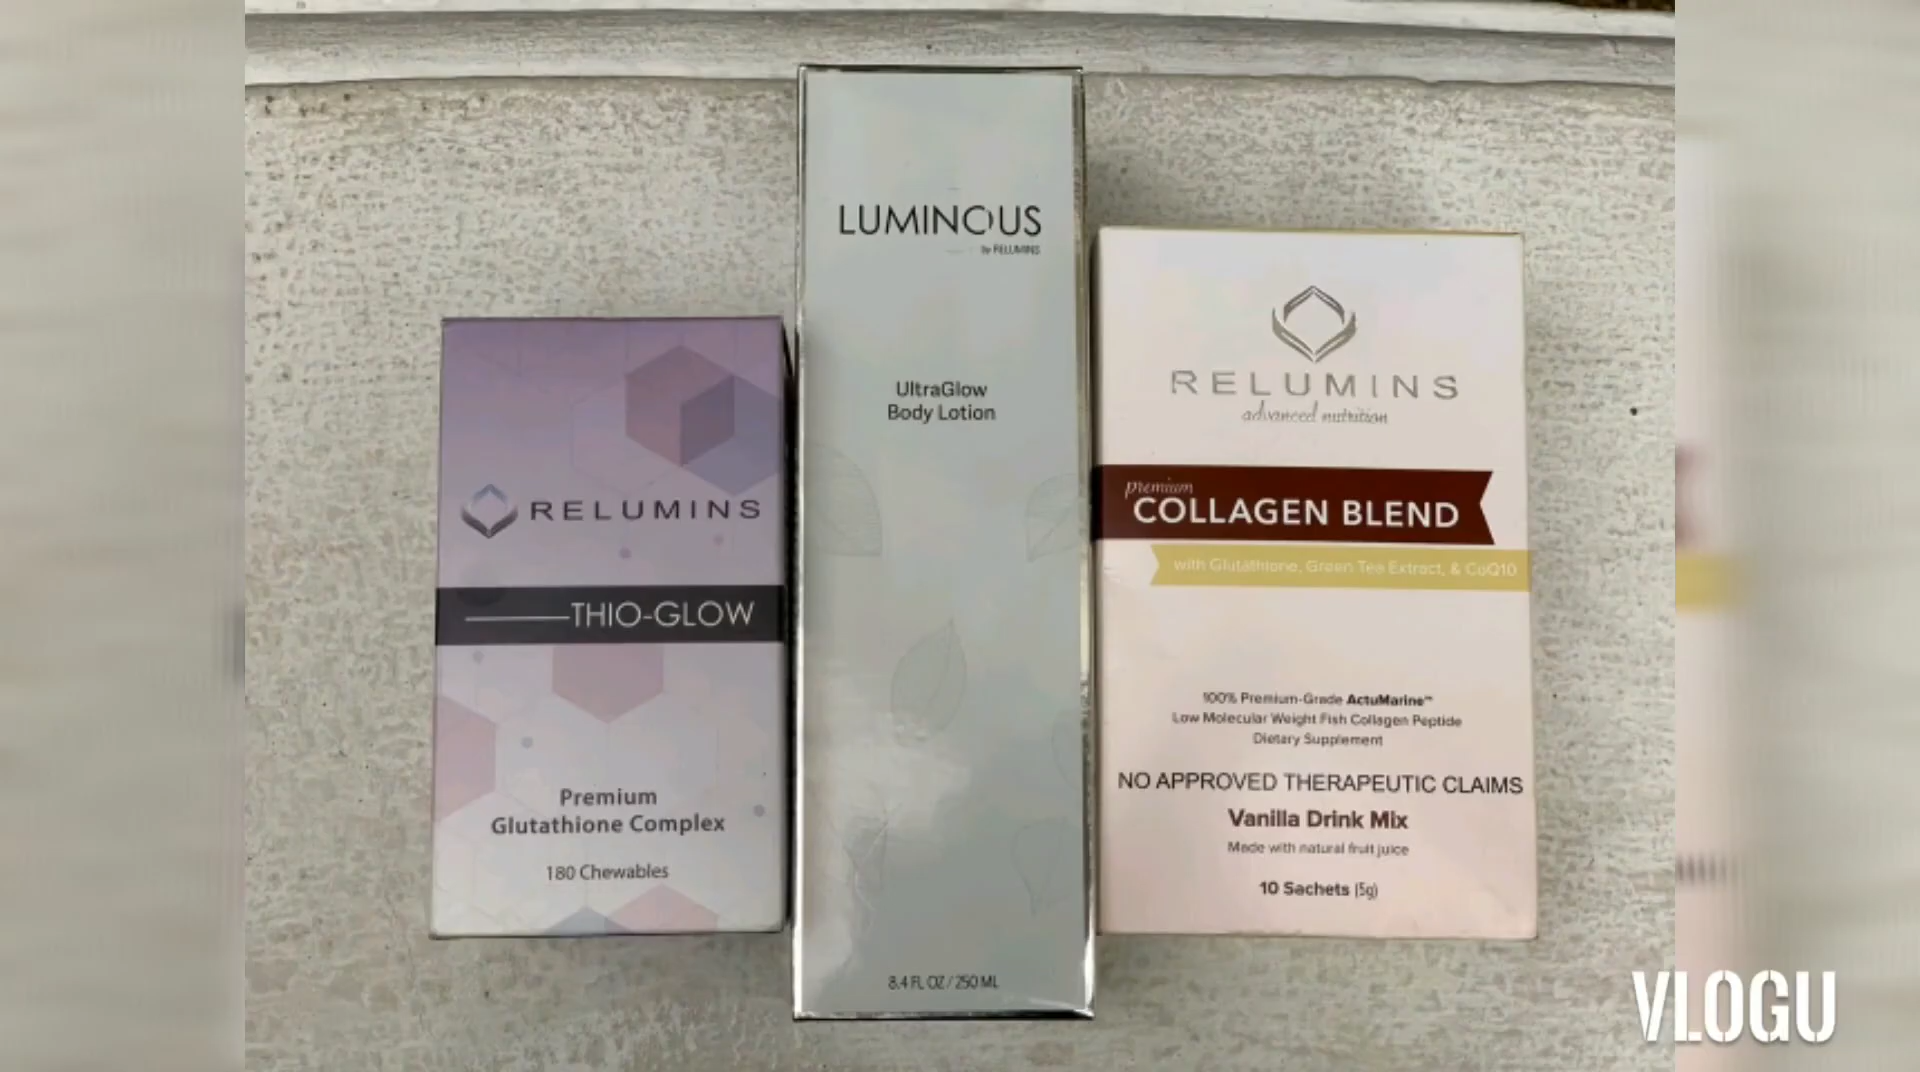 RELUMINS
THIO-GLOW
Premium
Glutathione Complex
180 Chewables
LUMINOUS
by RELUMINS
UltraGlow
Body Lotion
8.4 FL OZ / 250 ML
RELUMINS
advanced nutrition
premium
COLLAGEN BLEND
with Glutathione, Green Tea Extract, & CoQ10
100% Premium-Grade ActuMarine™
Low Molecular Weight Fish Collagen Peptide
Dietary Supplement
NO APPROVED THERAPEUTIC CLAIMS
Vanilla Drink Mix
Made with natural fruit juice
10 Sachets (5g)
VLOGU